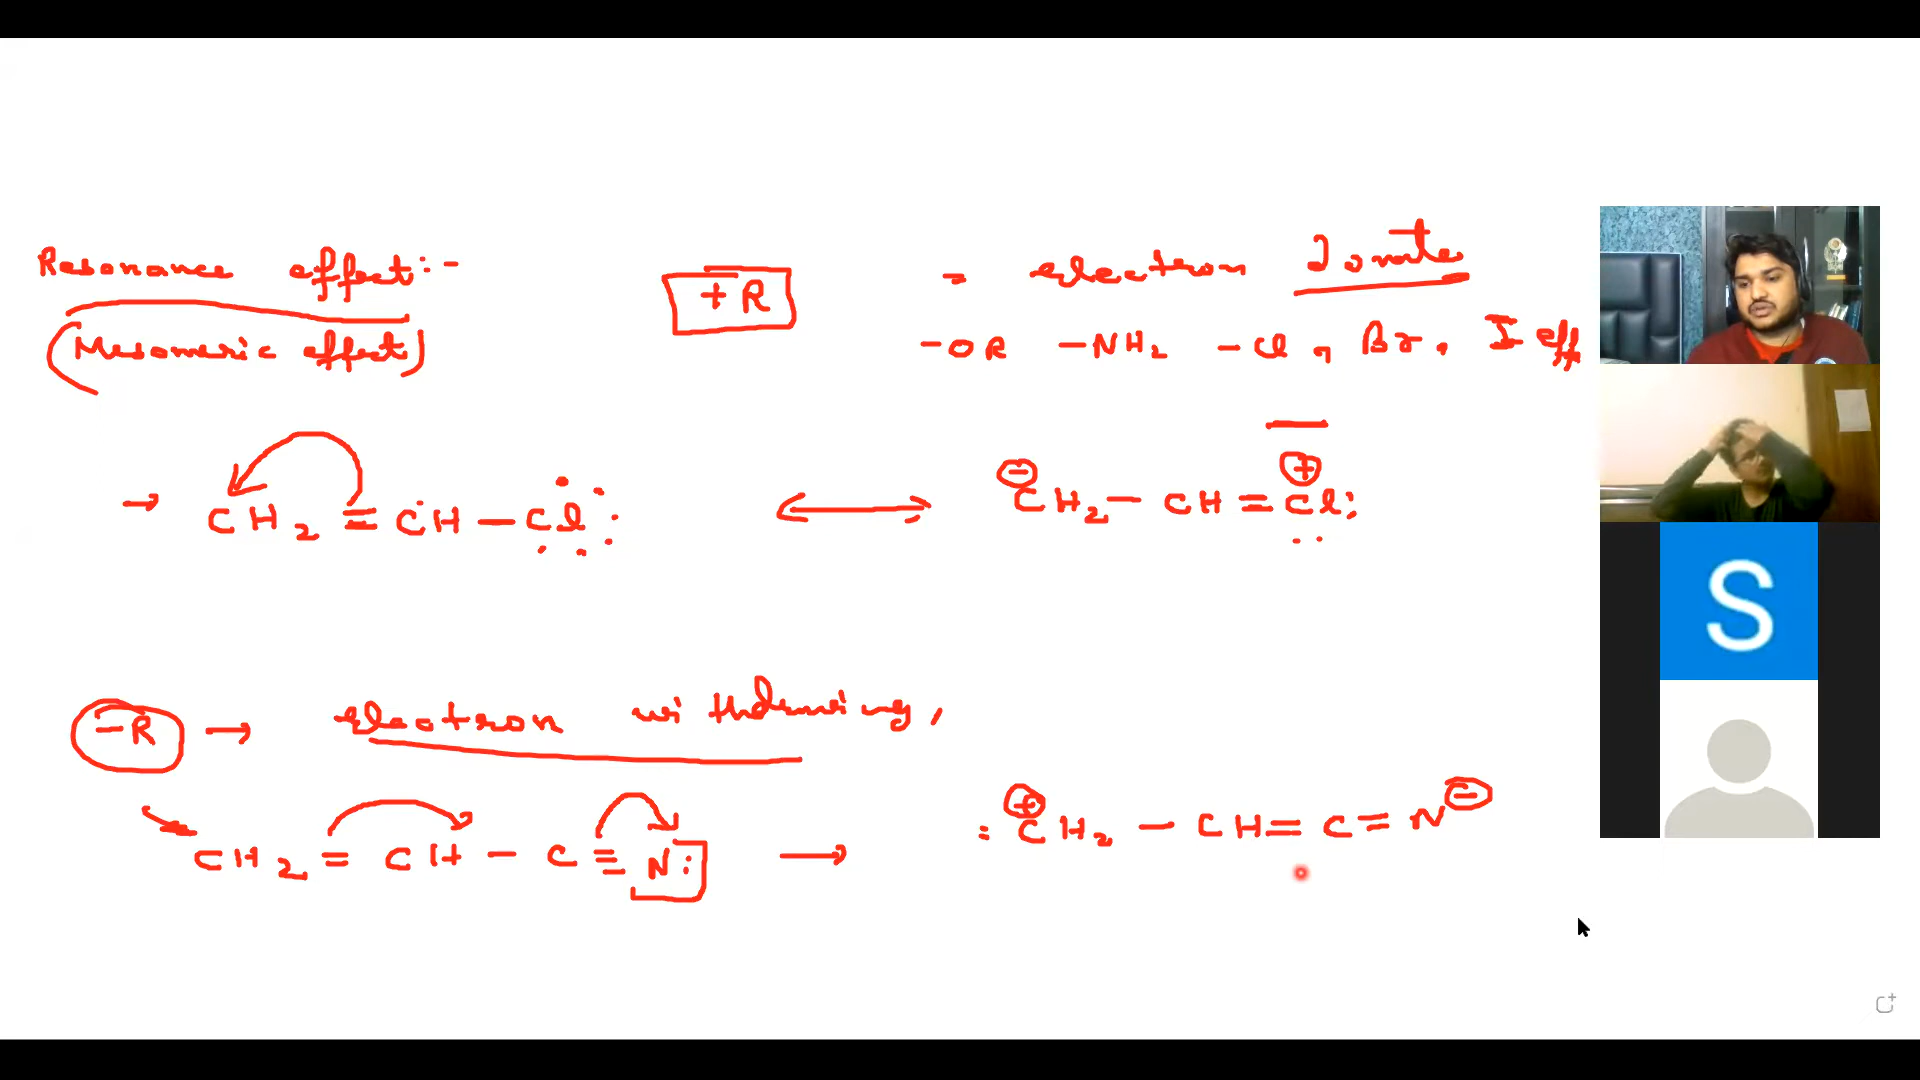 Resonance effect:-
(Mesomeric effect)
+R
= electron Donate
-OR -NH2 -Cl, Br, I eff
→ CH2 = CH - Cl ⟷ ⊖CH2 - CH = Cl⊕:
-R → electron withdrawing,
CH2 = CH - C ≡ N: → ⊕CH2 - CH = C = N⊖
S